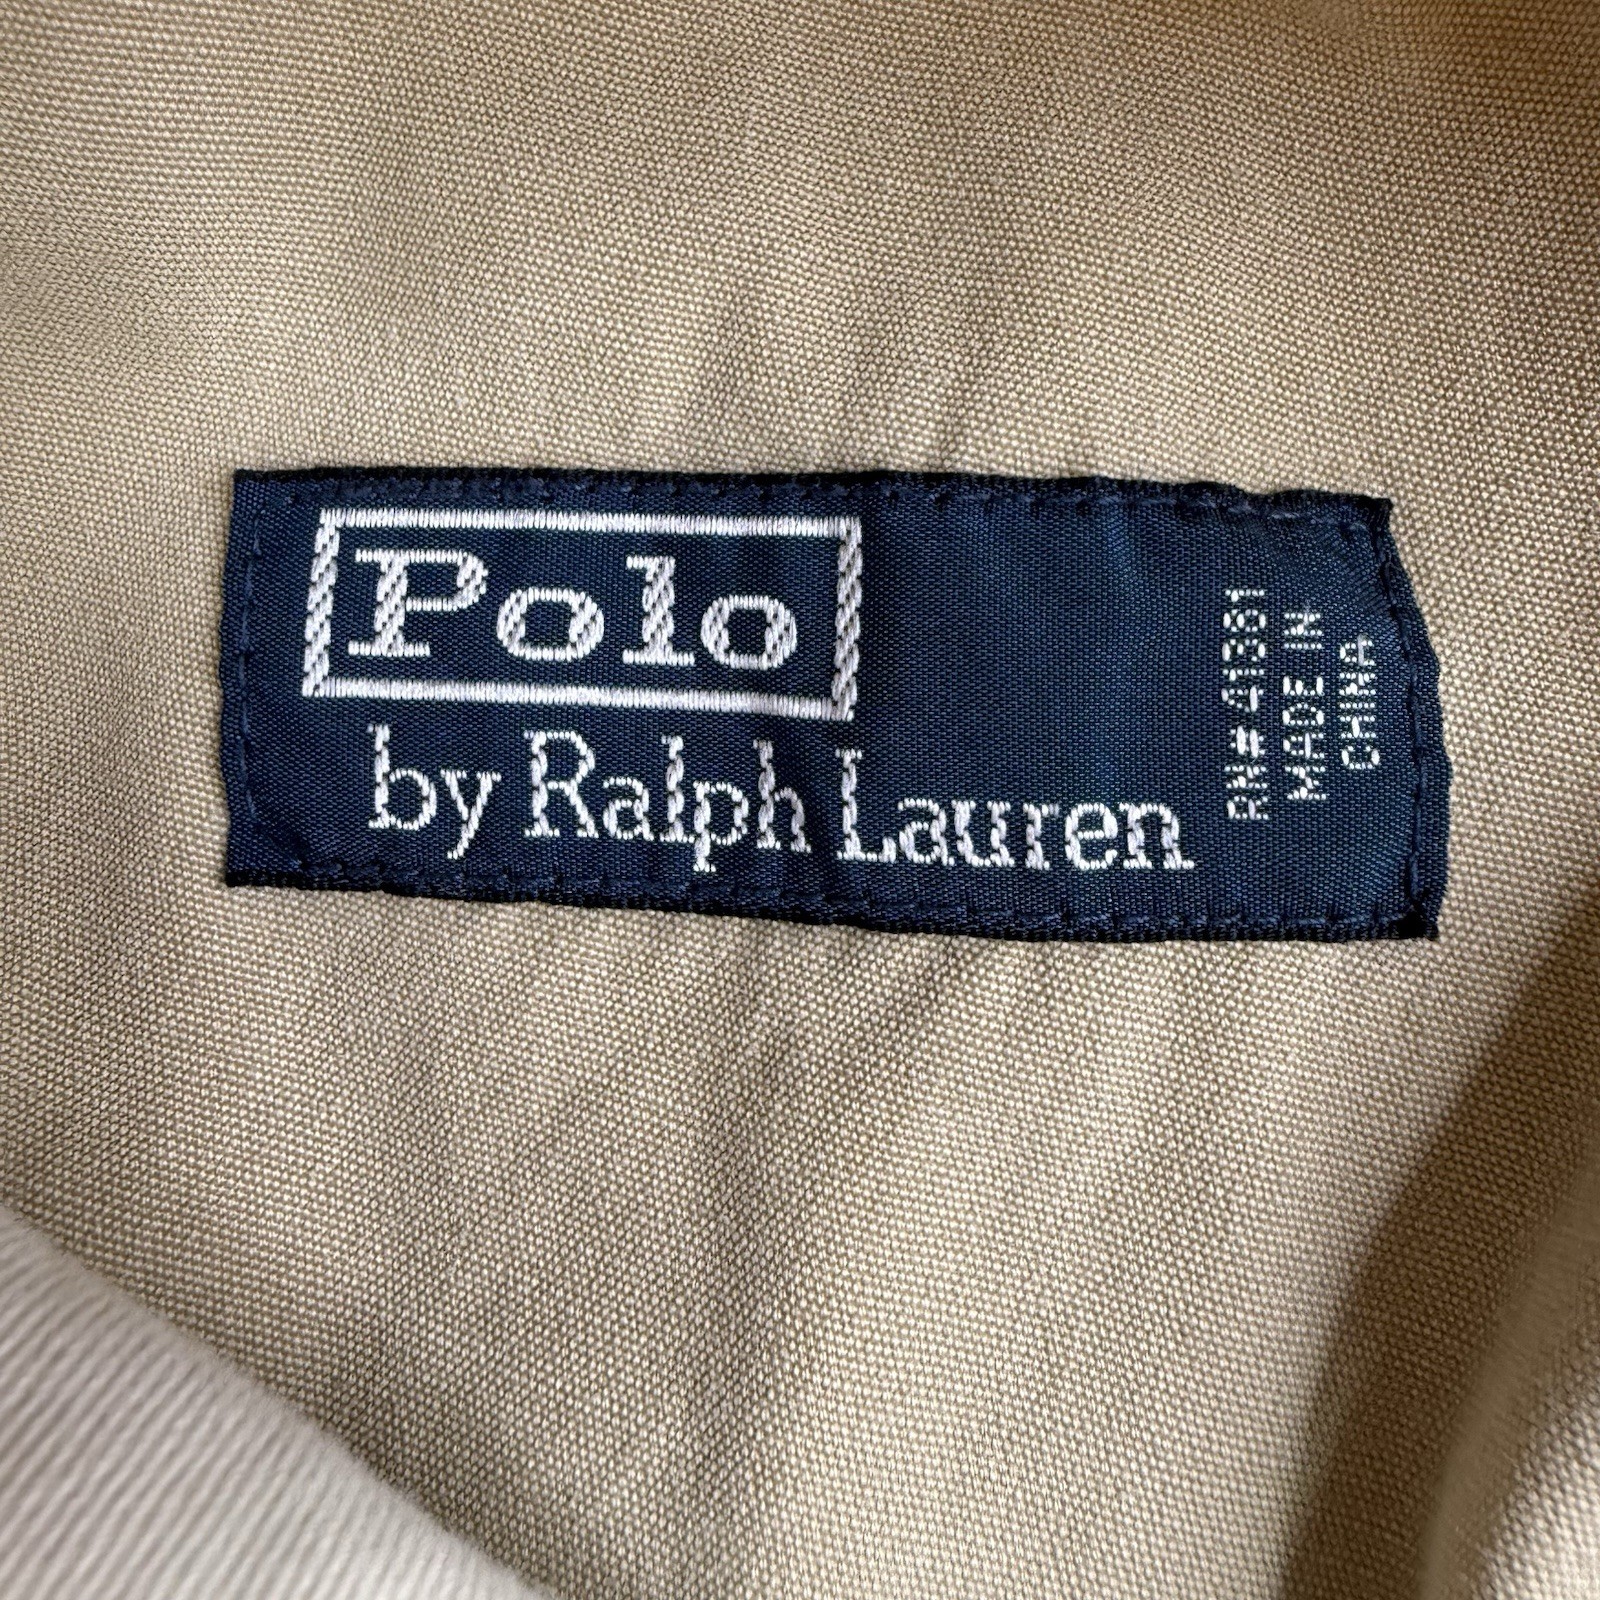 Polo
by Ralph Lauren
RN# 41381
MADE IN
CHINA